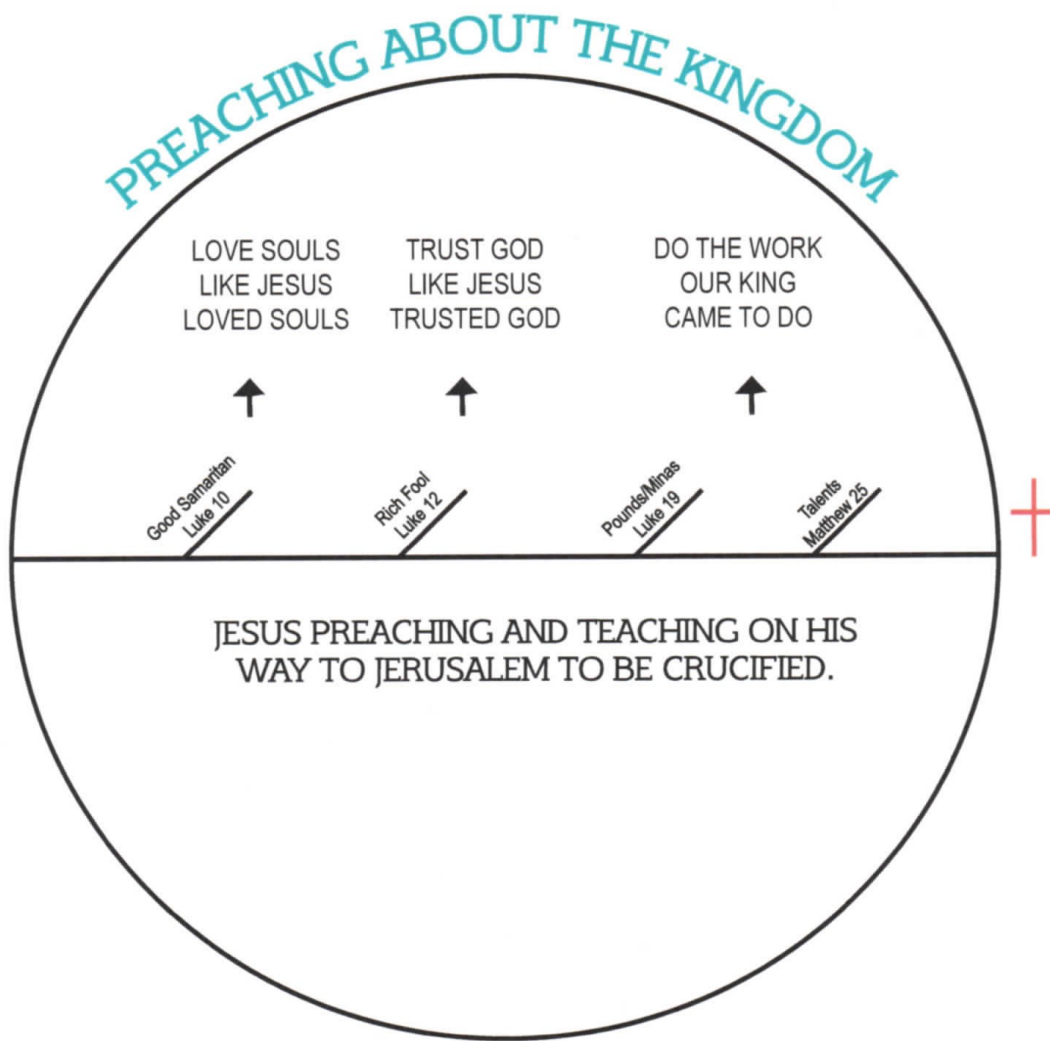 PREACHING ABOUT THE KINGDOM
LOVE SOULS
LIKE JESUS
LOVED SOULS
TRUST GOD
LIKE JESUS
TRUSTED GOD
DO THE WORK
OUR KING
CAME TO DO
Good Samaritan
Luke 10
Rich Fool
Luke 12
Pounds/Minas
Luke 19
Talents
Matthew 25
JESUS PREACHING AND TEACHING ON HIS
WAY TO JERUSALEM TO BE CRUCIFIED.